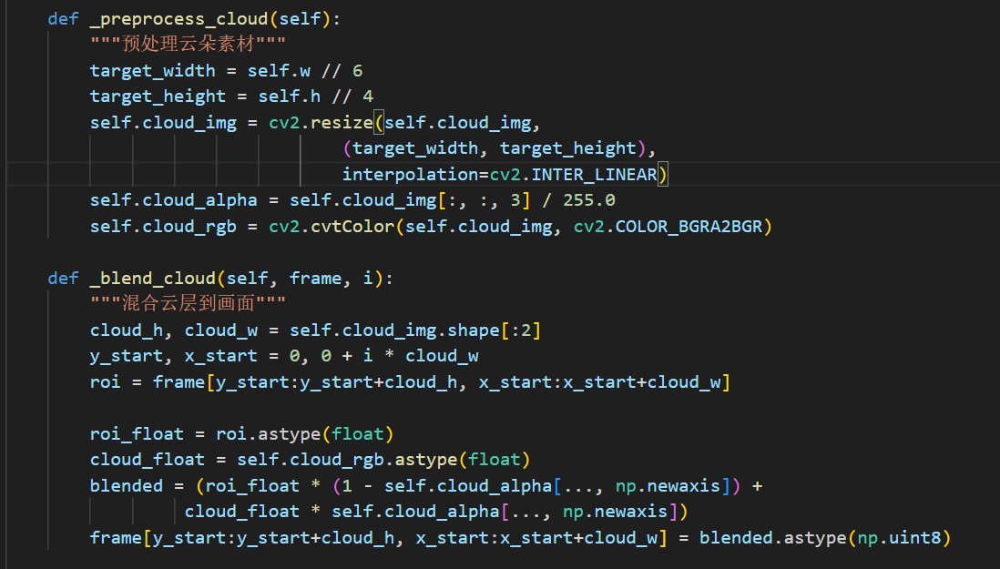 def _preprocess_cloud(self):
    """预处理云朵素材"""
    target_width = self.w // 6
    target_height = self.h // 4
    self.cloud_img = cv2.resize(self.cloud_img,
                            (target_width, target_height),
                            interpolation=cv2.INTER_LINEAR)
    self.cloud_alpha = self.cloud_img[:, :, 3] / 255.0
    self.cloud_rgb = cv2.cvtColor(self.cloud_img, cv2.COLOR_BGRA2BGR)

def _blend_cloud(self, frame, i):
    """混合云层到画面"""
    cloud_h, cloud_w = self.cloud_img.shape[:2]
    y_start, x_start = 0, 0 + i * cloud_w
    roi = frame[y_start:y_start+cloud_h, x_start:x_start+cloud_w]

    roi_float = roi.astype(float)
    cloud_float = self.cloud_rgb.astype(float)
    blended = (roi_float * (1 - self.cloud_alpha[..., np.newaxis]) +
             cloud_float * self.cloud_alpha[..., np.newaxis])
    frame[y_start:y_start+cloud_h, x_start:x_start+cloud_w] = blended.astype(np.uint8)